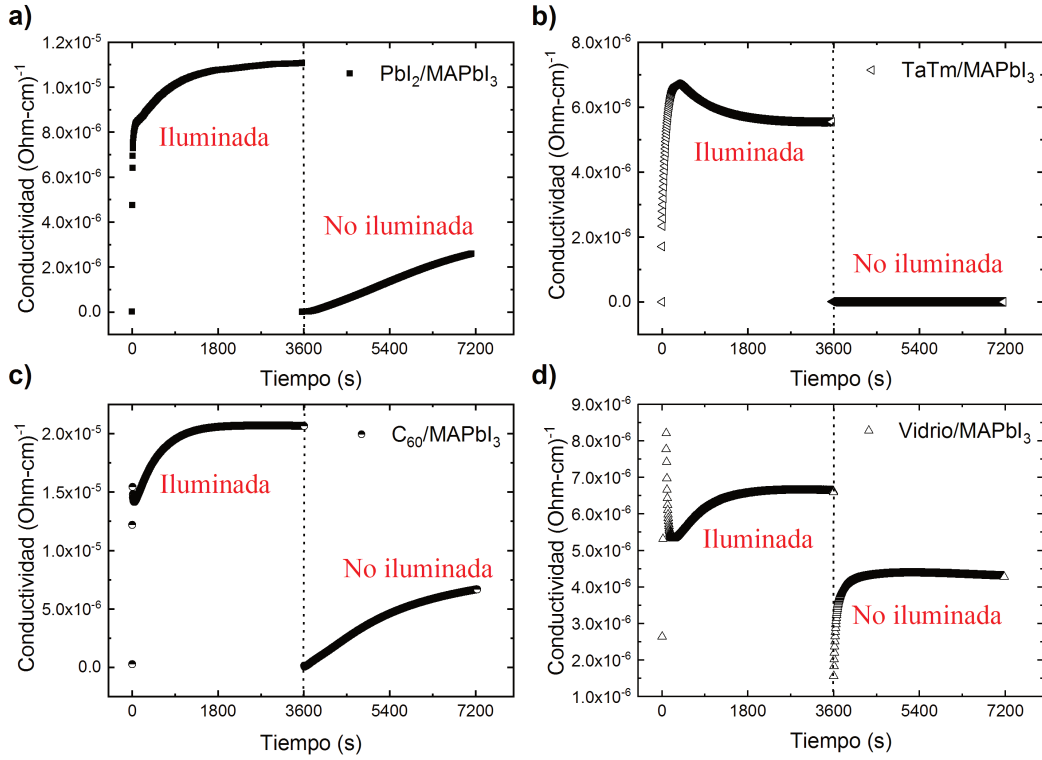 a)
Conductividad (Ohm-cm)⁻¹
1.2x10⁻⁵
1.0x10⁻⁵
8.0x10⁻⁶
6.0x10⁻⁶
4.0x10⁻⁶
2.0x10⁻⁶
0.0
PbI₂/MAPbI₃
Iluminada
No iluminada
0 1800 3600 5400 7200
Tiempo (s)
b)
Conductividad (Ohm-cm)⁻¹
8.0x10⁻⁶
6.0x10⁻⁶
4.0x10⁻⁶
2.0x10⁻⁶
0.0
TaTm/MAPbI₃
Iluminada
No iluminada
0 1800 3600 5400 7200
Tiempo (s)
c)
Conductividad (Ohm-cm)⁻¹
2.0x10⁻⁵
1.5x10⁻⁵
1.0x10⁻⁵
5.0x10⁻⁶
0.0
C₆₀/MAPbI₃
Iluminada
No iluminada
0 1800 3600 5400 7200
Tiempo (s)
d)
Conductividad (Ohm-cm)⁻¹
9.0x10⁻⁶
8.0x10⁻⁶
7.0x10⁻⁶
6.0x10⁻⁶
5.0x10⁻⁶
4.0x10⁻⁶
3.0x10⁻⁶
2.0x10⁻⁶
1.0x10⁻⁶
Vidrio/MAPbI₃
Iluminada
No iluminada
0 1800 3600 5400 7200
Tiempo (s)